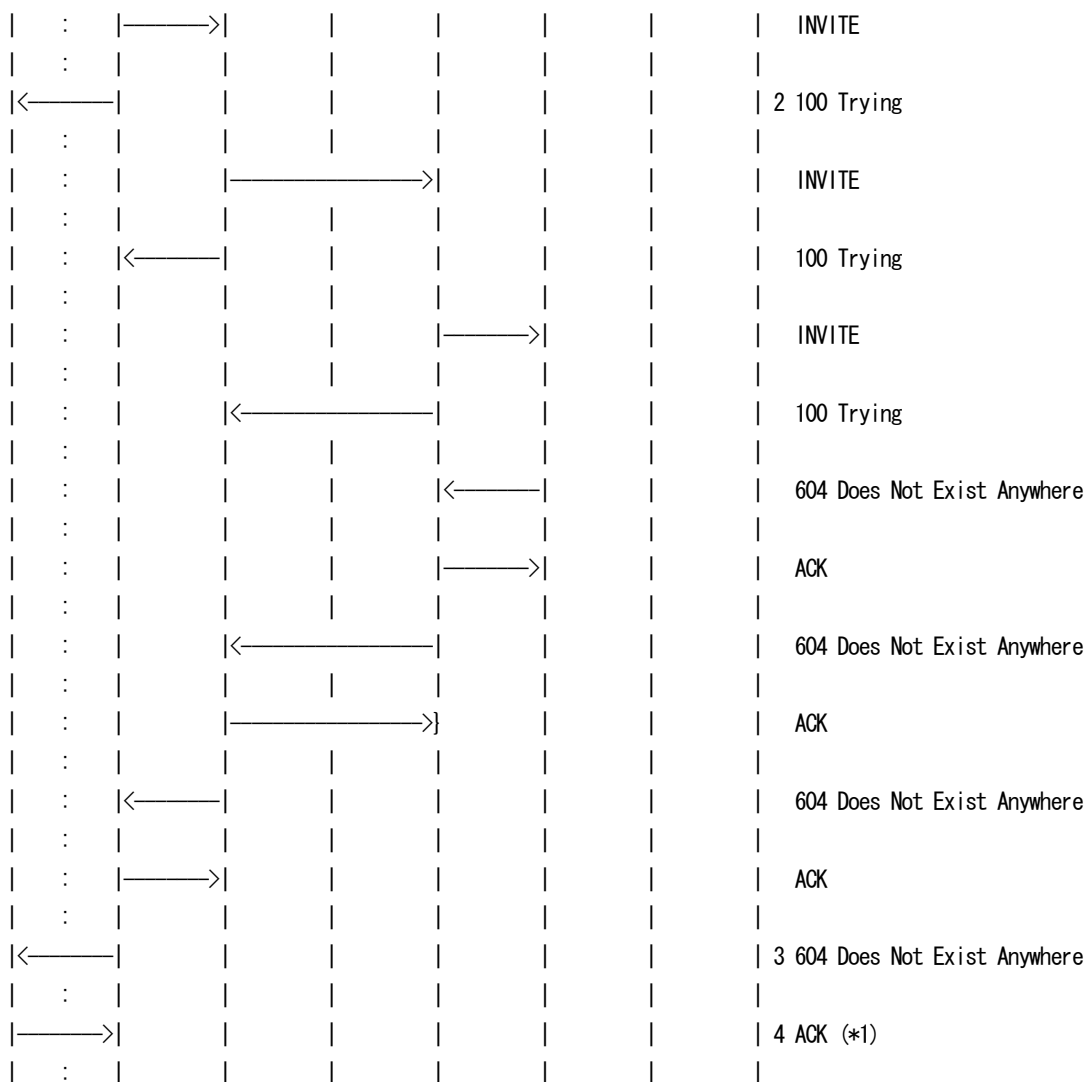 INVITE
2 100 Trying
INVITE
100 Trying
INVITE
100 Trying
604 Does Not Exist Anywhere
ACK
604 Does Not Exist Anywhere
ACK
604 Does Not Exist Anywhere
ACK
3 604 Does Not Exist Anywhere
4 ACK (*1)